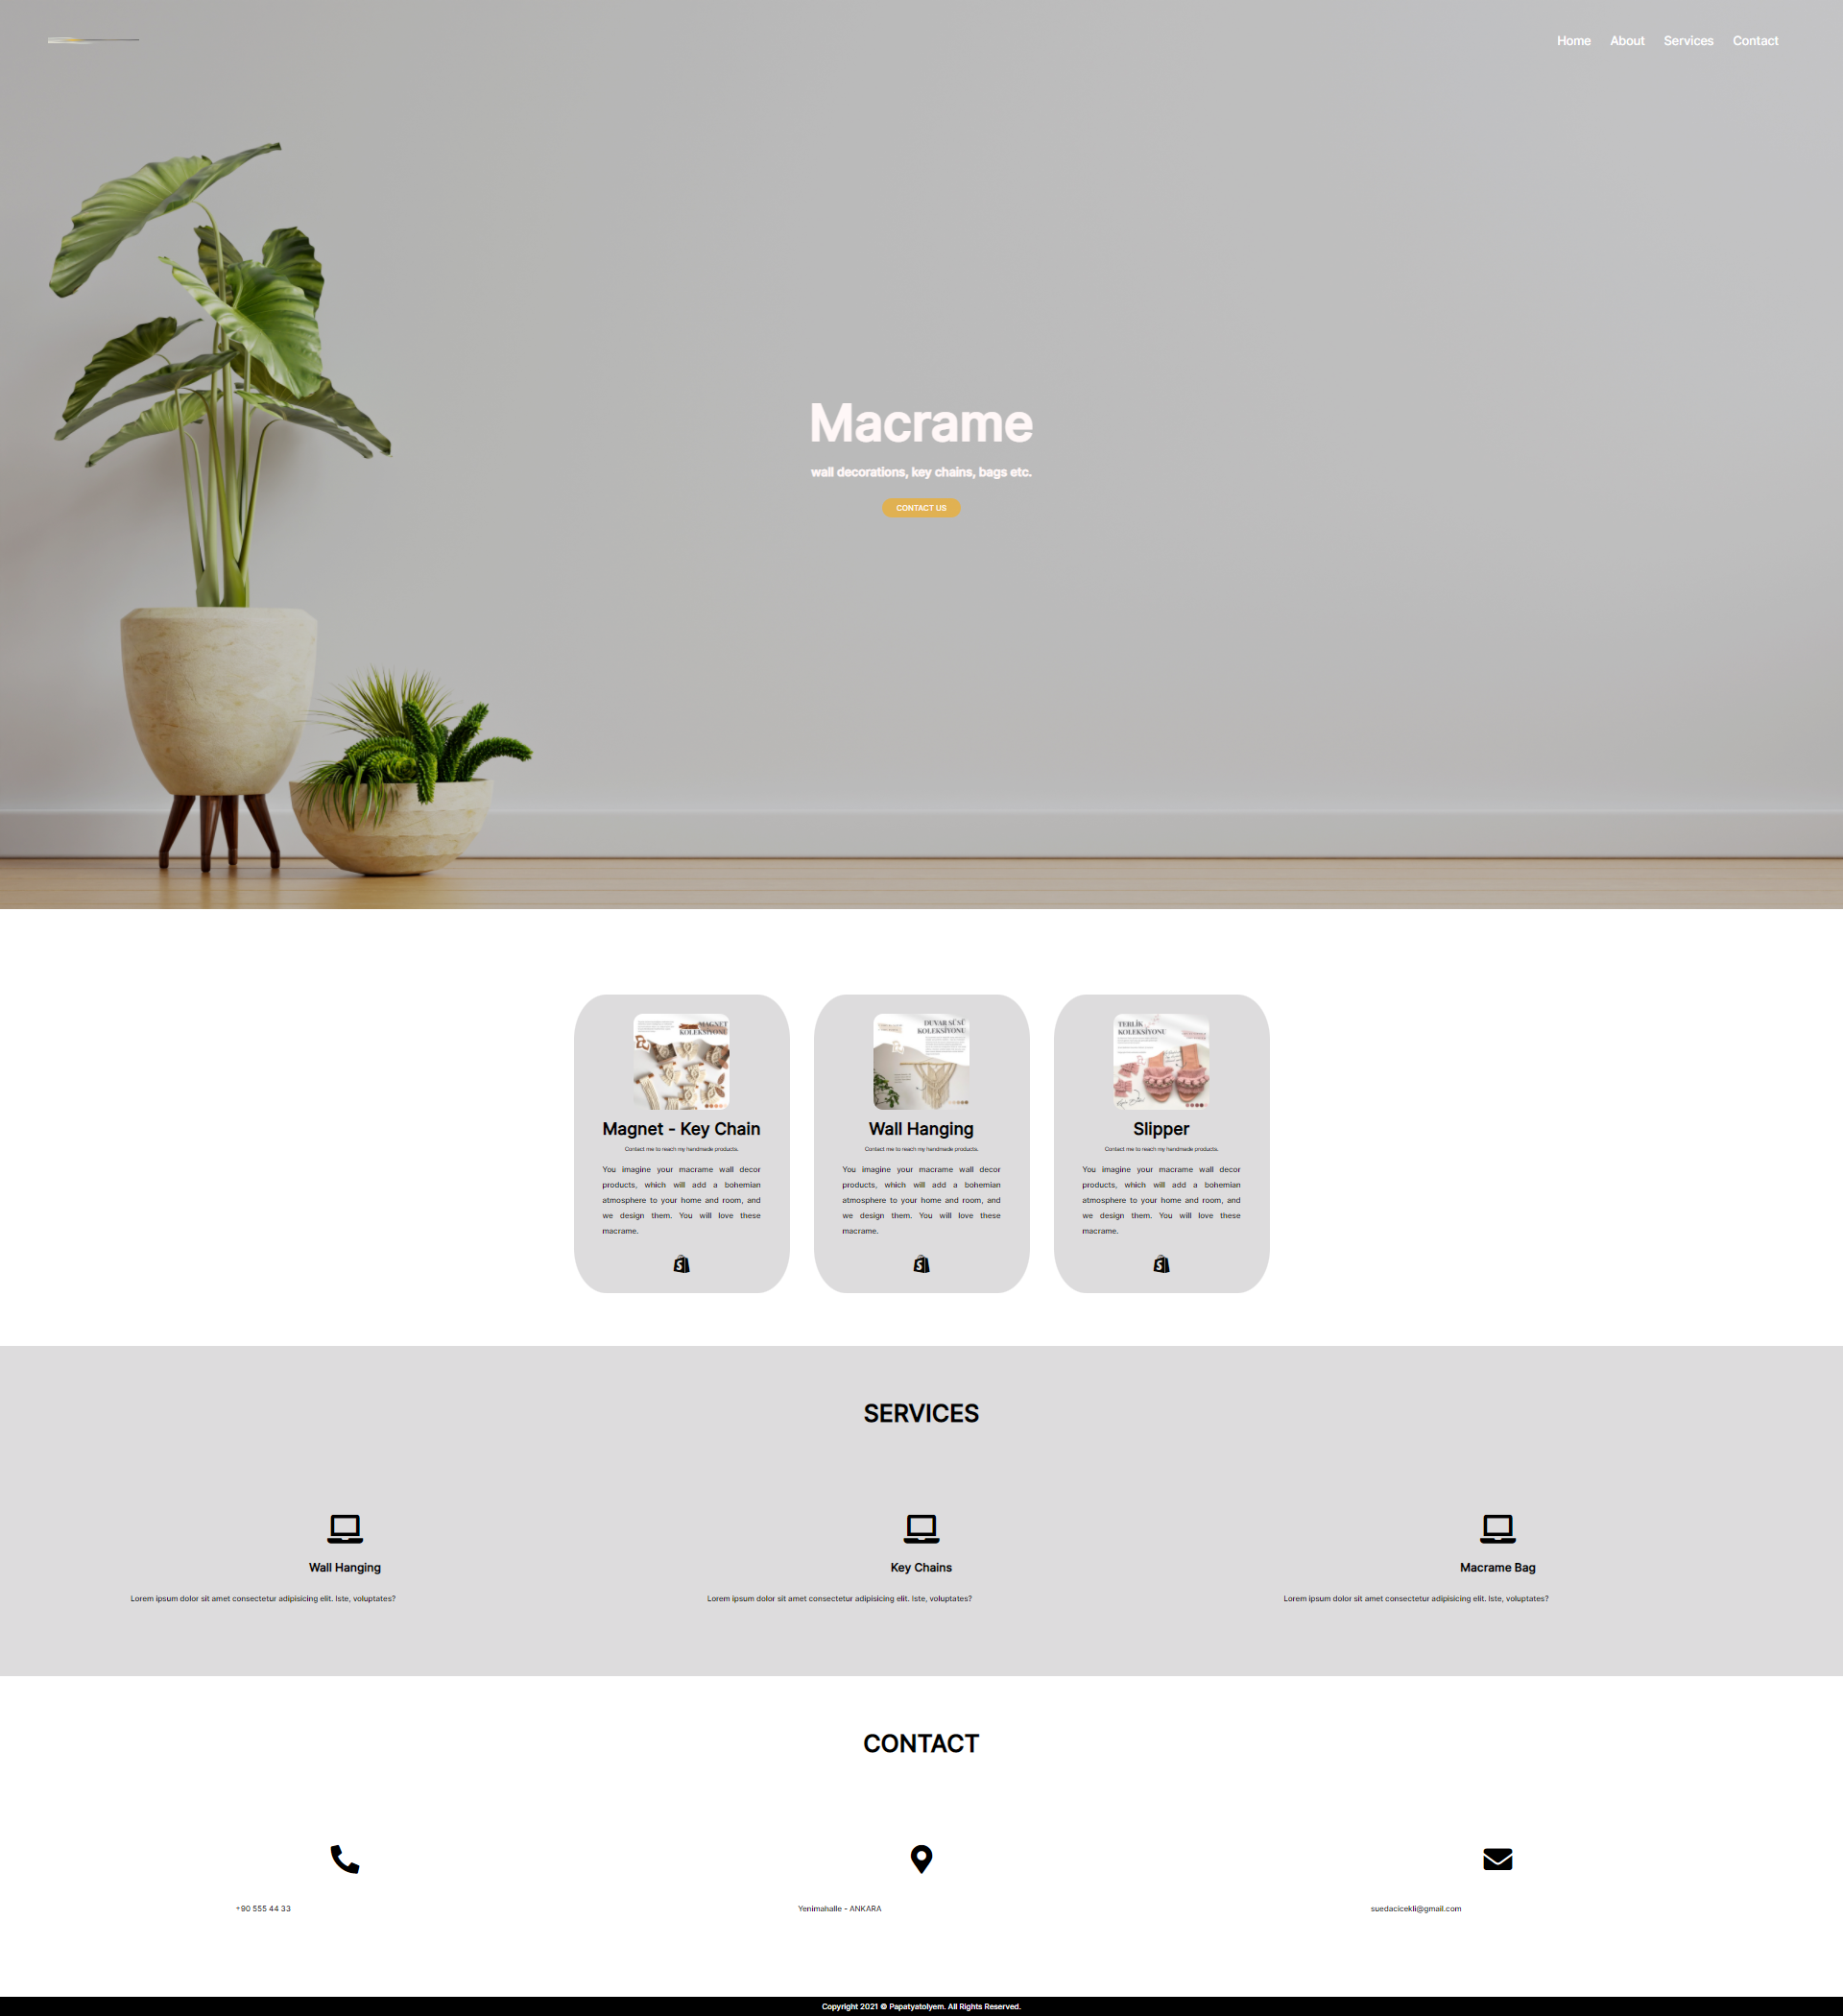 Home About Services Contact
Macrame
wall decorations, key chains, bags etc.
CONTACT US
MAGNET
KOLEKSİYONU
DUVAR SÜSÜ
KOLEKSİYONU
TERLİK
KOLEKSİYONU
Magnet - Key Chain
Contact me to reach my handmade products.
You imagine your macrame wall decor
products, which will add a bohemian
atmosphere to your home and room, and
we design them. You will love these
macrame.
Wall Hanging
Contact me to reach my handmade products.
You imagine your macrame wall decor
products, which will add a bohemian
atmosphere to your home and room, and
we design them. You will love these
macrame.
Slipper
Contact me to reach my handmade products.
You imagine your macrame wall decor
products, which will add a bohemian
atmosphere to your home and room, and
we design them. You will love these
macrame.
SERVICES
Wall Hanging
Lorem ipsum dolor sit amet consectetur adipisicing elit. Iste, voluptates?
Key Chains
Lorem ipsum dolor sit amet consectetur adipisicing elit. Iste, voluptates?
Macrame Bag
Lorem ipsum dolor sit amet consectetur adipisicing elit. Iste, voluptates?
CONTACT
+90 555 44 33
Yenimahalle - ANKARA
suedacicekli@gmail.com
Copyright 2021 © Papatyatolyem. All Rights Reserved.